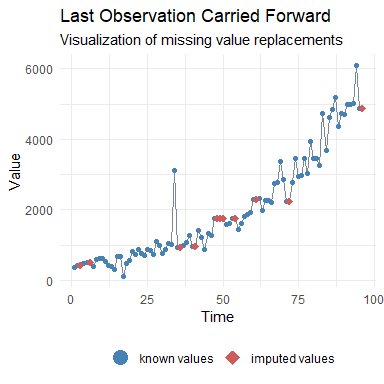 Last Observation Carried Forward
Visualization of missing value replacements
6000
4000
2000
0
Value
0 25 50 75 100
Time
known values imputed values